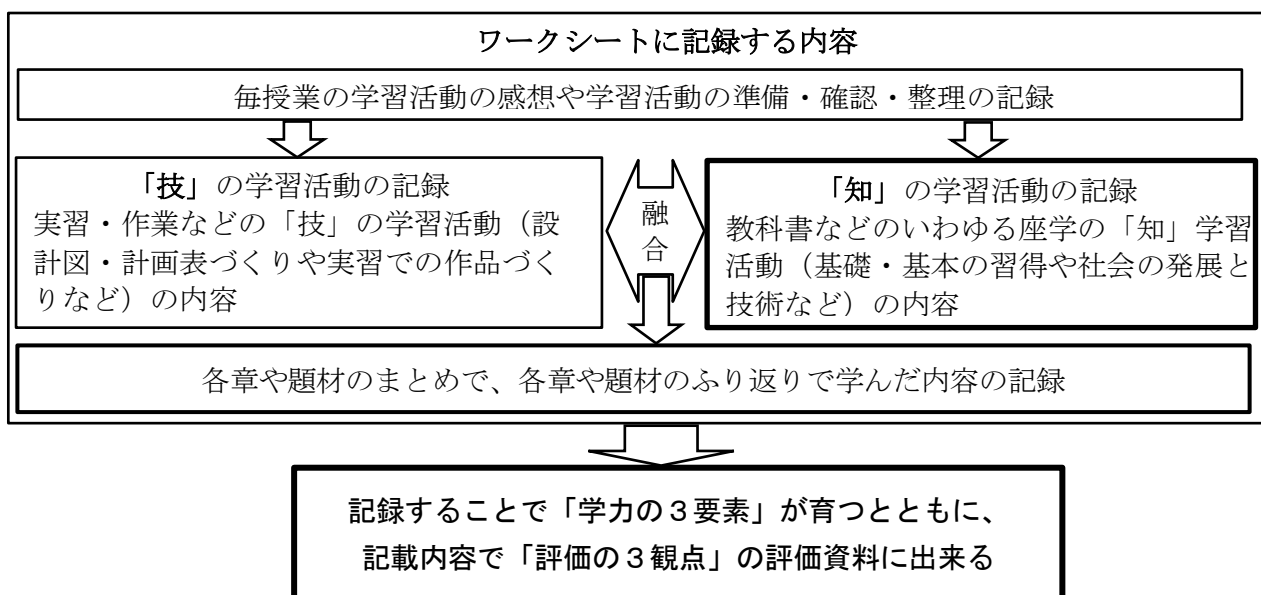 ワークシートに記録する内容
毎授業の学習活動の感想や学習活動の準備・確認・整理の記録
「技」の学習活動の記録
実習・作業などの「技」の学習活動（設
計図・計画表づくりや実習での作品づく
りなど）の内容
融
合
「知」の学習活動の記録
教科書などのいわゆる座学の「知」学習
活動（基礎・基本の習得や社会の発展と
技術など）の内容
各章や題材のまとめで、各章や題材のふり返りで学んだ内容の記録
記録することで「学力の３要素」が育つとともに、
記載内容で「評価の３観点」の評価資料に出来る